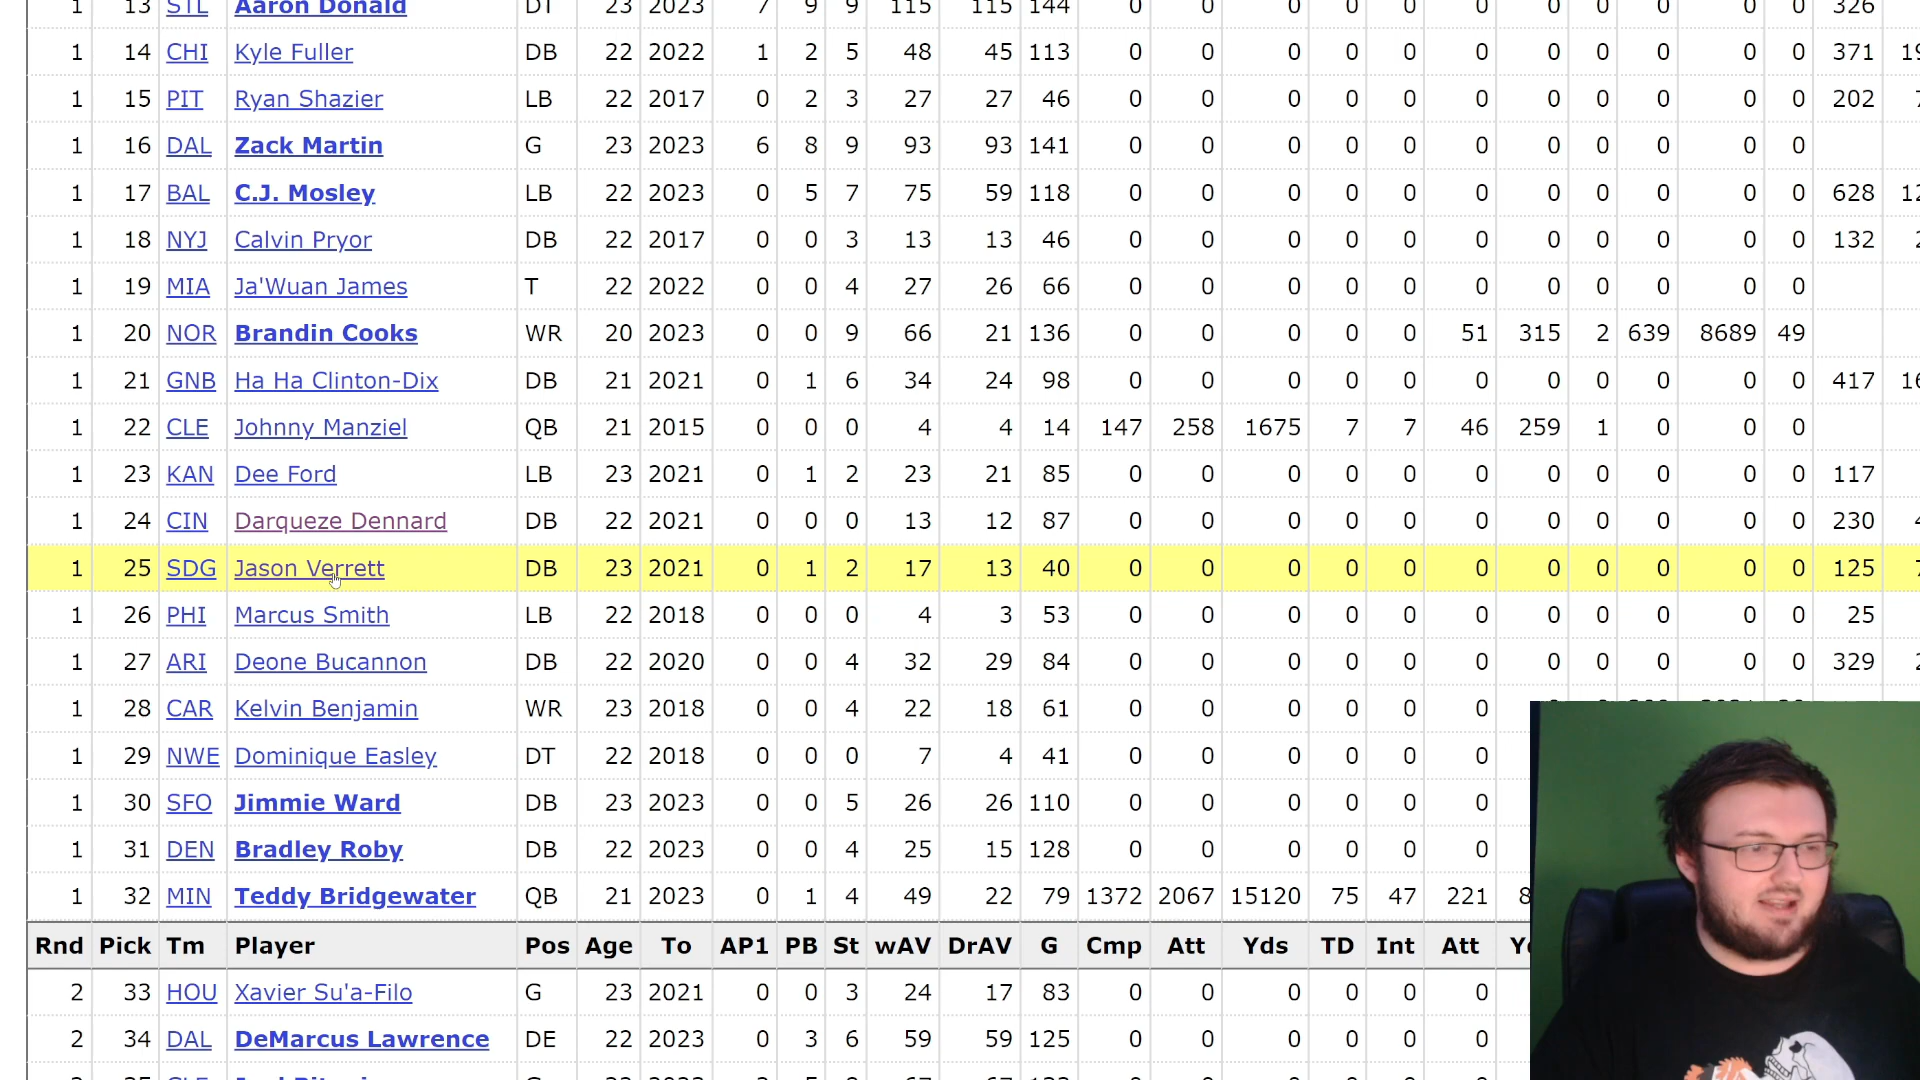 1 13 STL Aaron Donald DT 23 2023 7 9 9 115 115 144 0 0 0 0 0 0 0 0 0 0 0 326
1 14 CHI Kyle Fuller DB 22 2022 1 2 5 48 45 113 0 0 0 0 0 0 0 0 0 0 0 371
1 15 PIT Ryan Shazier LB 22 2017 0 2 3 27 27 46 0 0 0 0 0 0 0 0 0 0 0 202
1 16 DAL Zack Martin G 23 2023 6 8 9 93 93 141 0 0 0 0 0 0 0 0 0 0 0
1 17 BAL C.J. Mosley LB 22 2023 0 5 7 75 59 118 0 0 0 0 0 0 0 0 0 0 0 628
1 18 NYJ Calvin Pryor DB 22 2017 0 0 3 13 13 46 0 0 0 0 0 0 0 0 0 0 0 132
1 19 MIA Ja'Wuan James T 22 2022 0 0 4 27 26 66 0 0 0 0 0 0 0 0 0 0 0
1 20 NOR Brandin Cooks WR 20 2023 0 0 9 66 21 136 0 0 0 0 0 51 315 2 639 8689 49
1 21 GNB Ha Ha Clinton-Dix DB 21 2021 0 1 6 34 24 98 0 0 0 0 0 0 0 0 0 0 0 417
1 22 CLE Johnny Manziel QB 21 2015 0 0 0 4 4 14 147 258 1675 7 7 46 259 1 0 0 0
1 23 KAN Dee Ford LB 23 2021 0 1 2 23 21 85 0 0 0 0 0 0 0 0 0 0 0 117
1 24 CIN Darqueze Dennard DB 22 2021 0 0 0 13 12 87 0 0 0 0 0 0 0 0 0 0 0 230
1 25 SDG Jason Verrett DB 23 2021 0 1 2 17 13 40 0 0 0 0 0 0 0 0 0 0 0 125
1 26 PHI Marcus Smith LB 22 2018 0 0 0 4 3 53 0 0 0 0 0 0 0 0 0 0 0 25
1 27 ARI Deone Bucannon DB 22 2020 0 0 4 32 29 84 0 0 0 0 0 0 0 0 0 0 0 329
1 28 CAR Kelvin Benjamin WR 23 2018 0 0 4 22 18 61 0 0 0 0 0 0
1 29 NWE Dominique Easley DT 22 2018 0 0 0 7 4 41 0 0 0 0 0 0
1 30 SFO Jimmie Ward DB 23 2023 0 0 5 26 26 110 0 0 0 0 0 0
1 31 DEN Bradley Roby DB 22 2023 0 0 4 25 15 128 0 0 0 0 0 0
1 32 MIN Teddy Bridgewater QB 21 2023 0 1 4 49 22 79 1372 2067 15120 75 47 221
Rnd Pick Tm Player Pos Age To AP1 PB St wAV DrAV G Cmp Att Yds TD Int Att
2 33 HOU Xavier Su'a-Filo G 23 2021 0 0 3 24 17 83 0 0 0 0 0 0
2 34 DAL DeMarcus Lawrence DE 22 2023 0 3 6 59 59 125 0 0 0 0 0 0